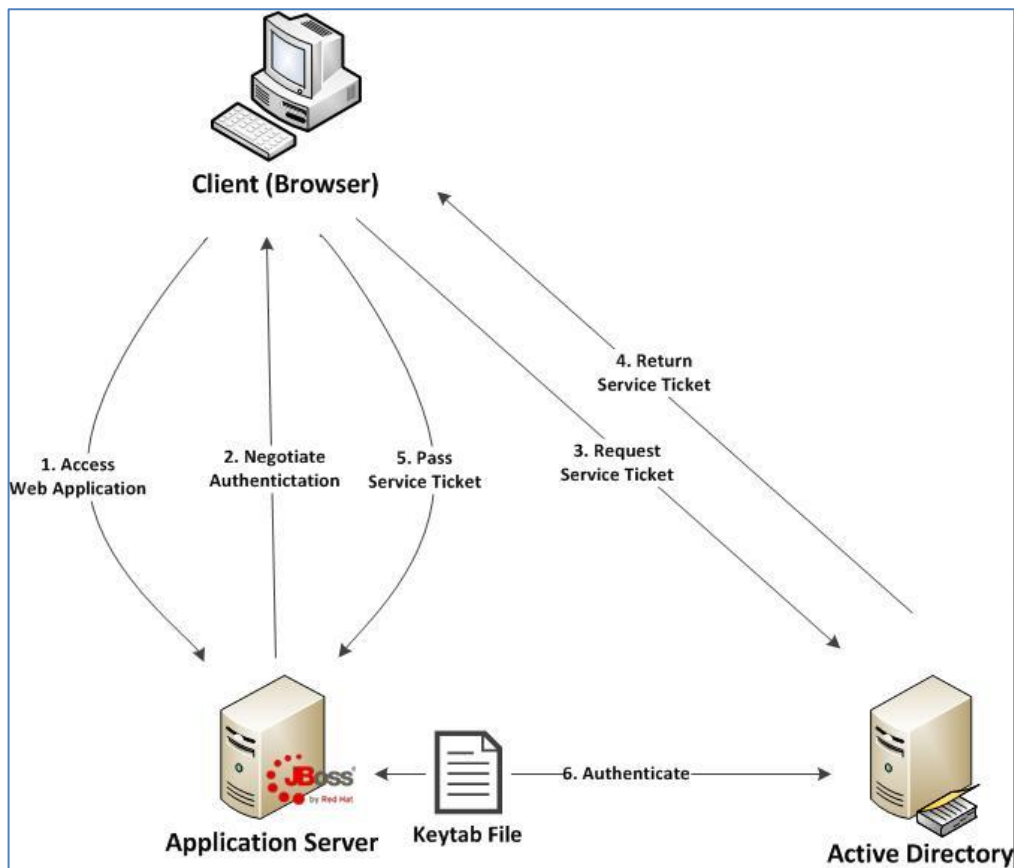 Client (Browser)
4. Return
Service Ticket
1. Access
Web Application
2. Negotiate
Authentictation
5. Pass
Service Ticket
3. Request
Service Ticket
JBoss
by Red Hat
6. Authenticate
Application Server
Keytab File
Active Directory